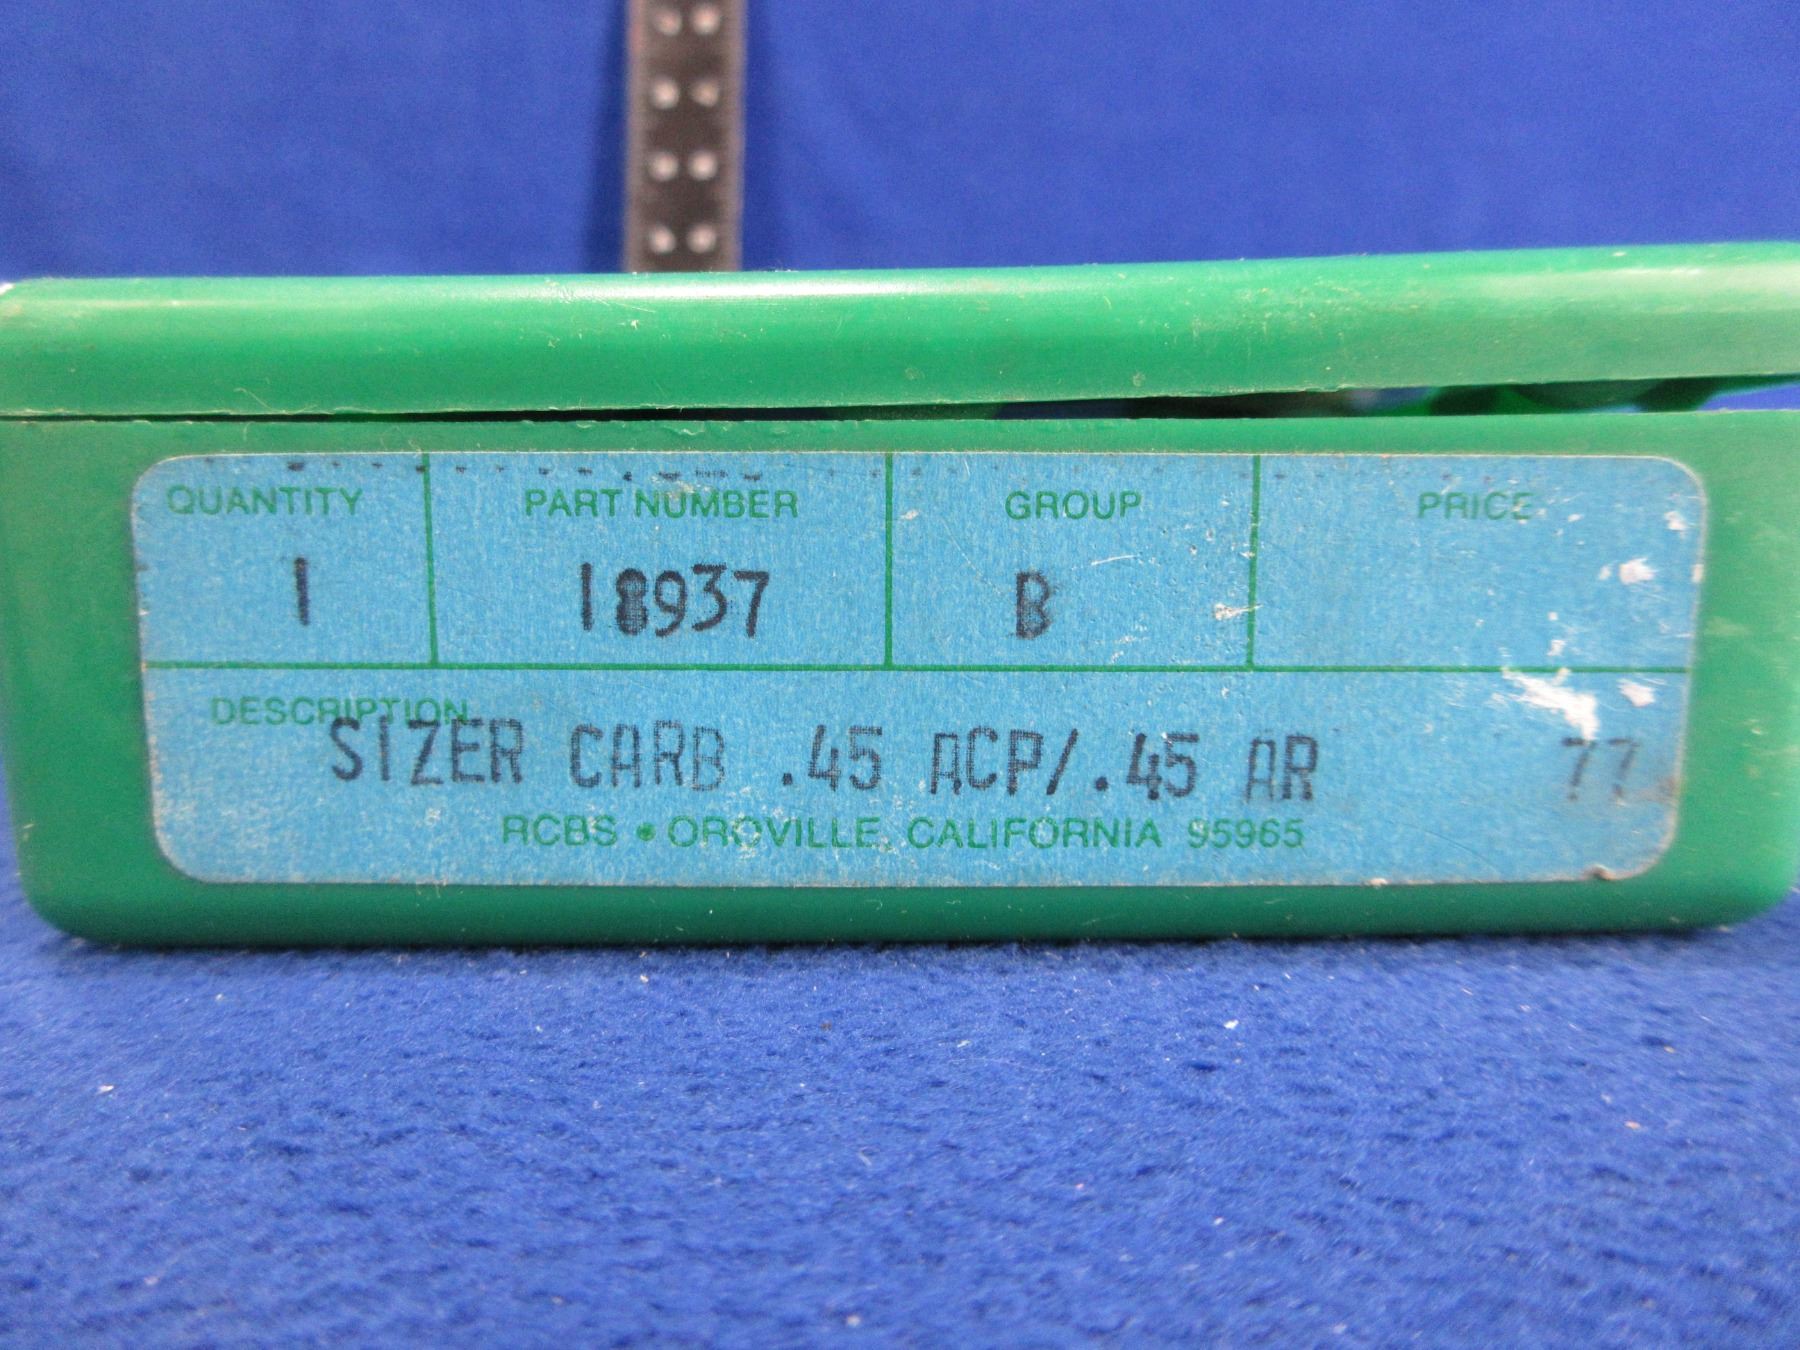 QUANTITY PART NUMBER GROUP PRICE
1 18937 B
DESCRIPTION
SIZER CARB .45 ACP/.45 AR 77
RCBS • OROVILLE, CALIFORNIA 95965